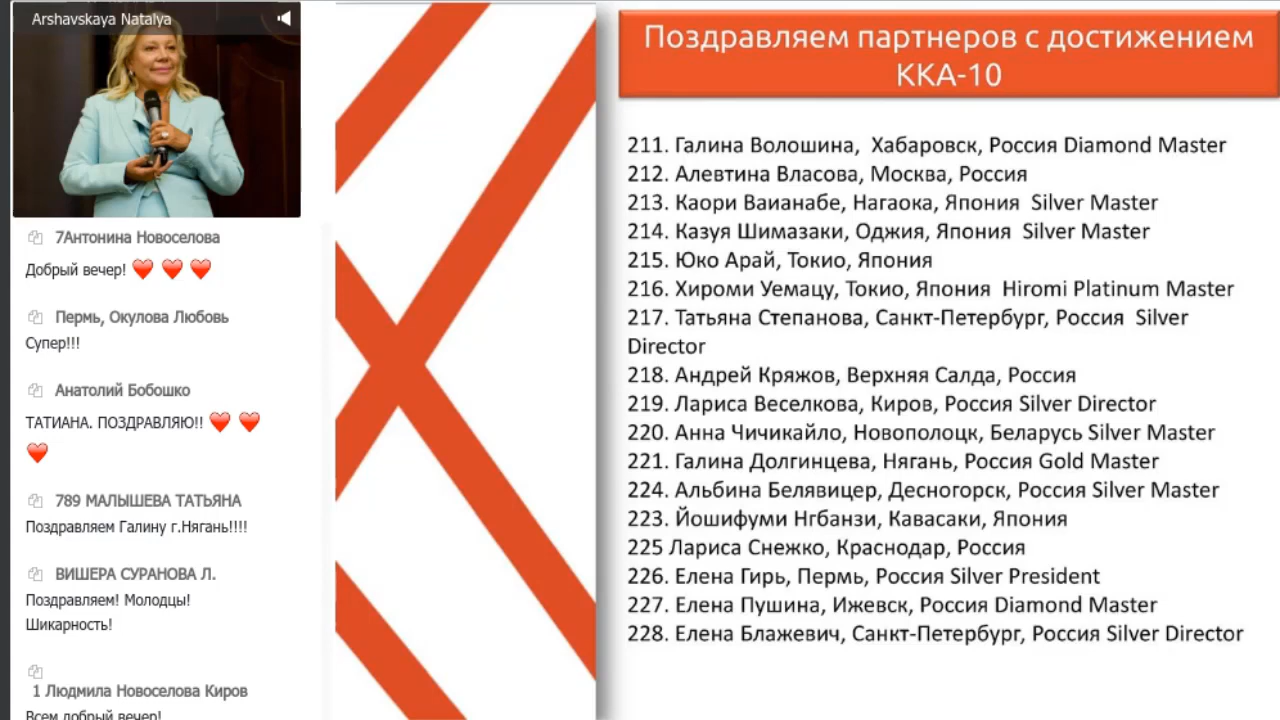 Arshavskaya Natalya
7Антонина Новоселова
Добрый вечер! ❤ ❤ ❤
Пермь, Окулова Любовь
Супер!!!
Анатолий Бобошко
ТАТИАНА. ПОЗДРАВЛЯЮ!! ❤ ❤
❤
789 МАЛЫШЕВА ТАТЬЯНА
Поздравляем Галину г.Нягань!!!!
ВИШЕРА СУРАНОВА Л.
Поздравляем! Молодцы!
Шикарность!
1 Людмила Новоселова Киров
Всем добрый вечер!
Поздравляем партнеров с достижением
ККА-10
211. Галина Волошина, Хабаровск, Россия Diamond Master
212. Алевтина Власова, Москва, Россия
213. Каори Ваианабе, Нагаока, Япония Silver Master
214. Казуя Шимазаки, Оджия, Япония Silver Master
215. Юко Арай, Токио, Япония
216. Хироми Уемацу, Токио, Япония Hiromi Platinum Master
217. Татьяна Степанова, Санкт-Петербург, Россия Silver
Director
218. Андрей Кряжов, Верхняя Салда, Россия
219. Лариса Веселкова, Киров, Россия Silver Director
220. Анна Чичикайло, Новополоцк, Беларусь Silver Master
221. Галина Долгинцева, Нягань, Россия Gold Master
224. Альбина Белявицер, Десногорск, Россия Silver Master
223. Йошифуми Нгбанзи, Кавасаки, Япония
225 Лариса Снежко, Краснодар, Россия
226. Елена Гирь, Пермь, Россия Silver President
227. Елена Пушина, Ижевск, Россия Diamond Master
228. Елена Блажевич, Санкт-Петербург, Россия Silver Director